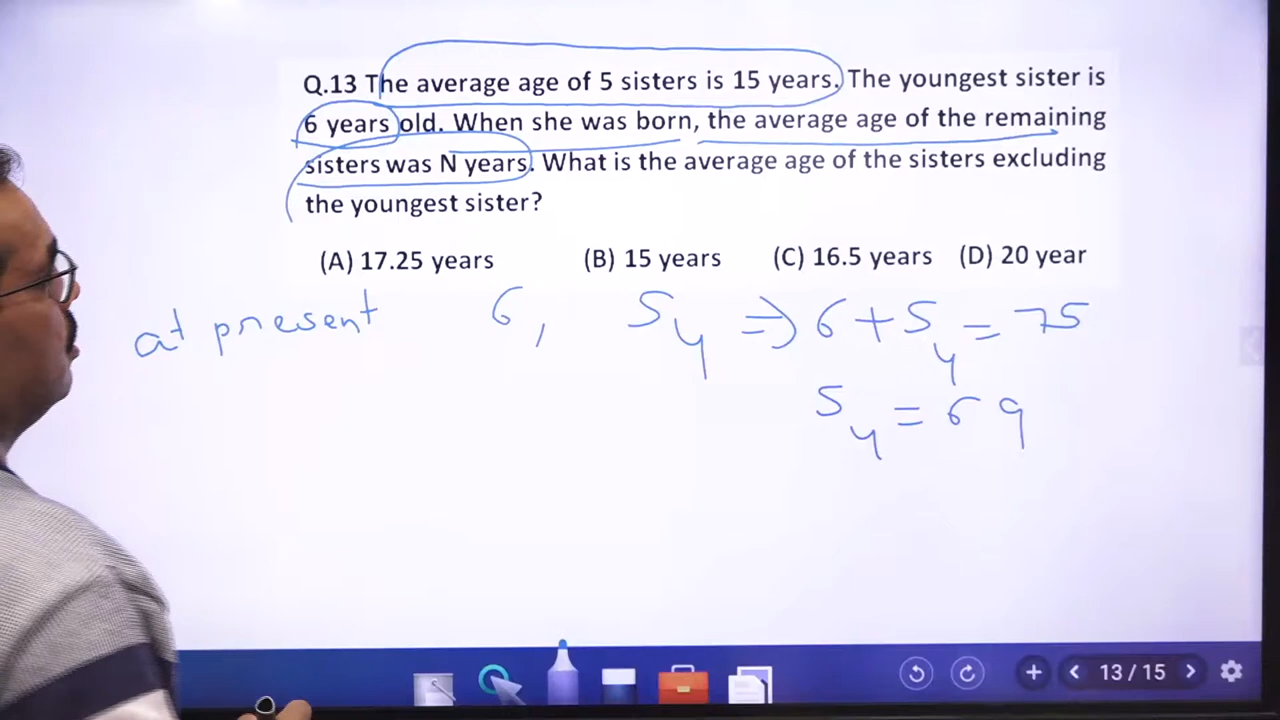 Q.13 The average age of 5 sisters is 15 years. The youngest sister is
6 years old. When she was born, the average age of the remaining
sisters was N years. What is the average age of the sisters excluding
the youngest sister?
(A) 17.25 years (B) 15 years (C) 16.5 years (D) 20 year
at present 6, S₄ ⇒ 6 + S₄ = 75
S₄ = 69
13 / 15